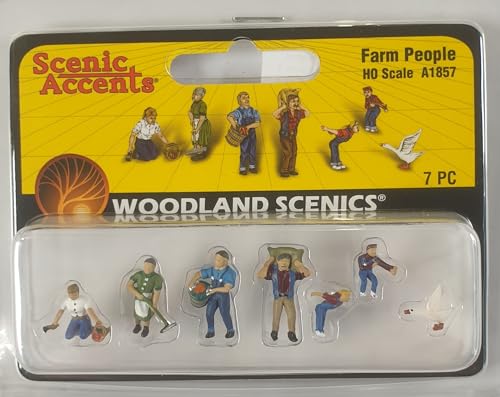 Scenic
Accents®
Farm People
HO Scale A1857
7 PC
WOODLAND SCENICS®